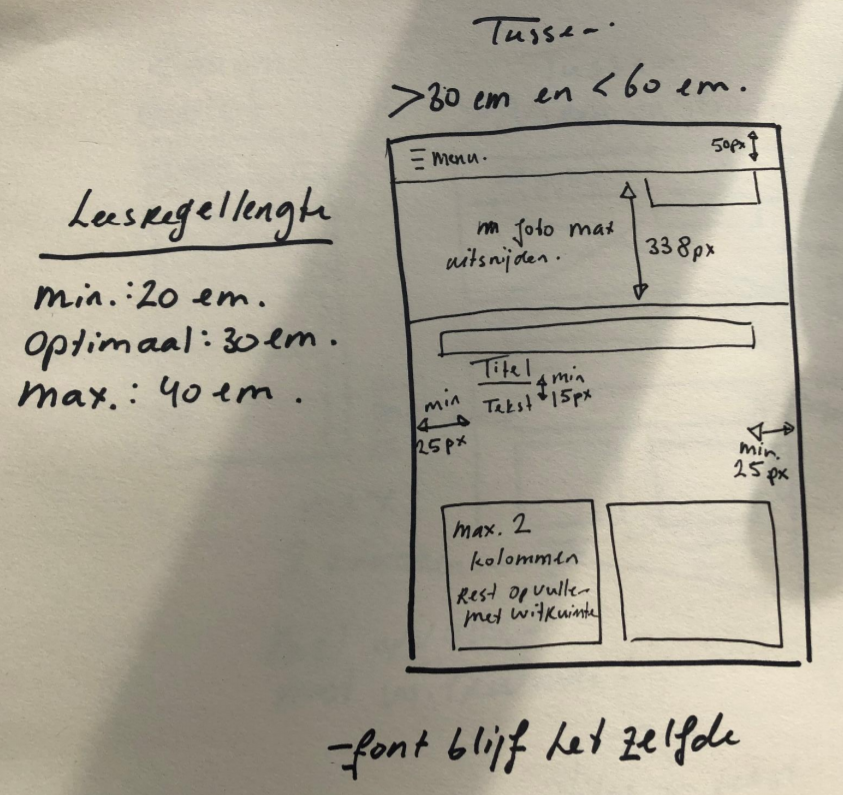 Tussen
>30 em en <60 em.
Leesregellengte
min.: 20 em.
optimaal: 30 em.
max.: 40 em.
☰ menu.
50px
foto max
uitsnijden.
338px
Titel
Tekst
min
15px
min
25px
min.
25px
max. 2
kolommen
Rest opvullen
met witruimte
-font blijf het zelfde